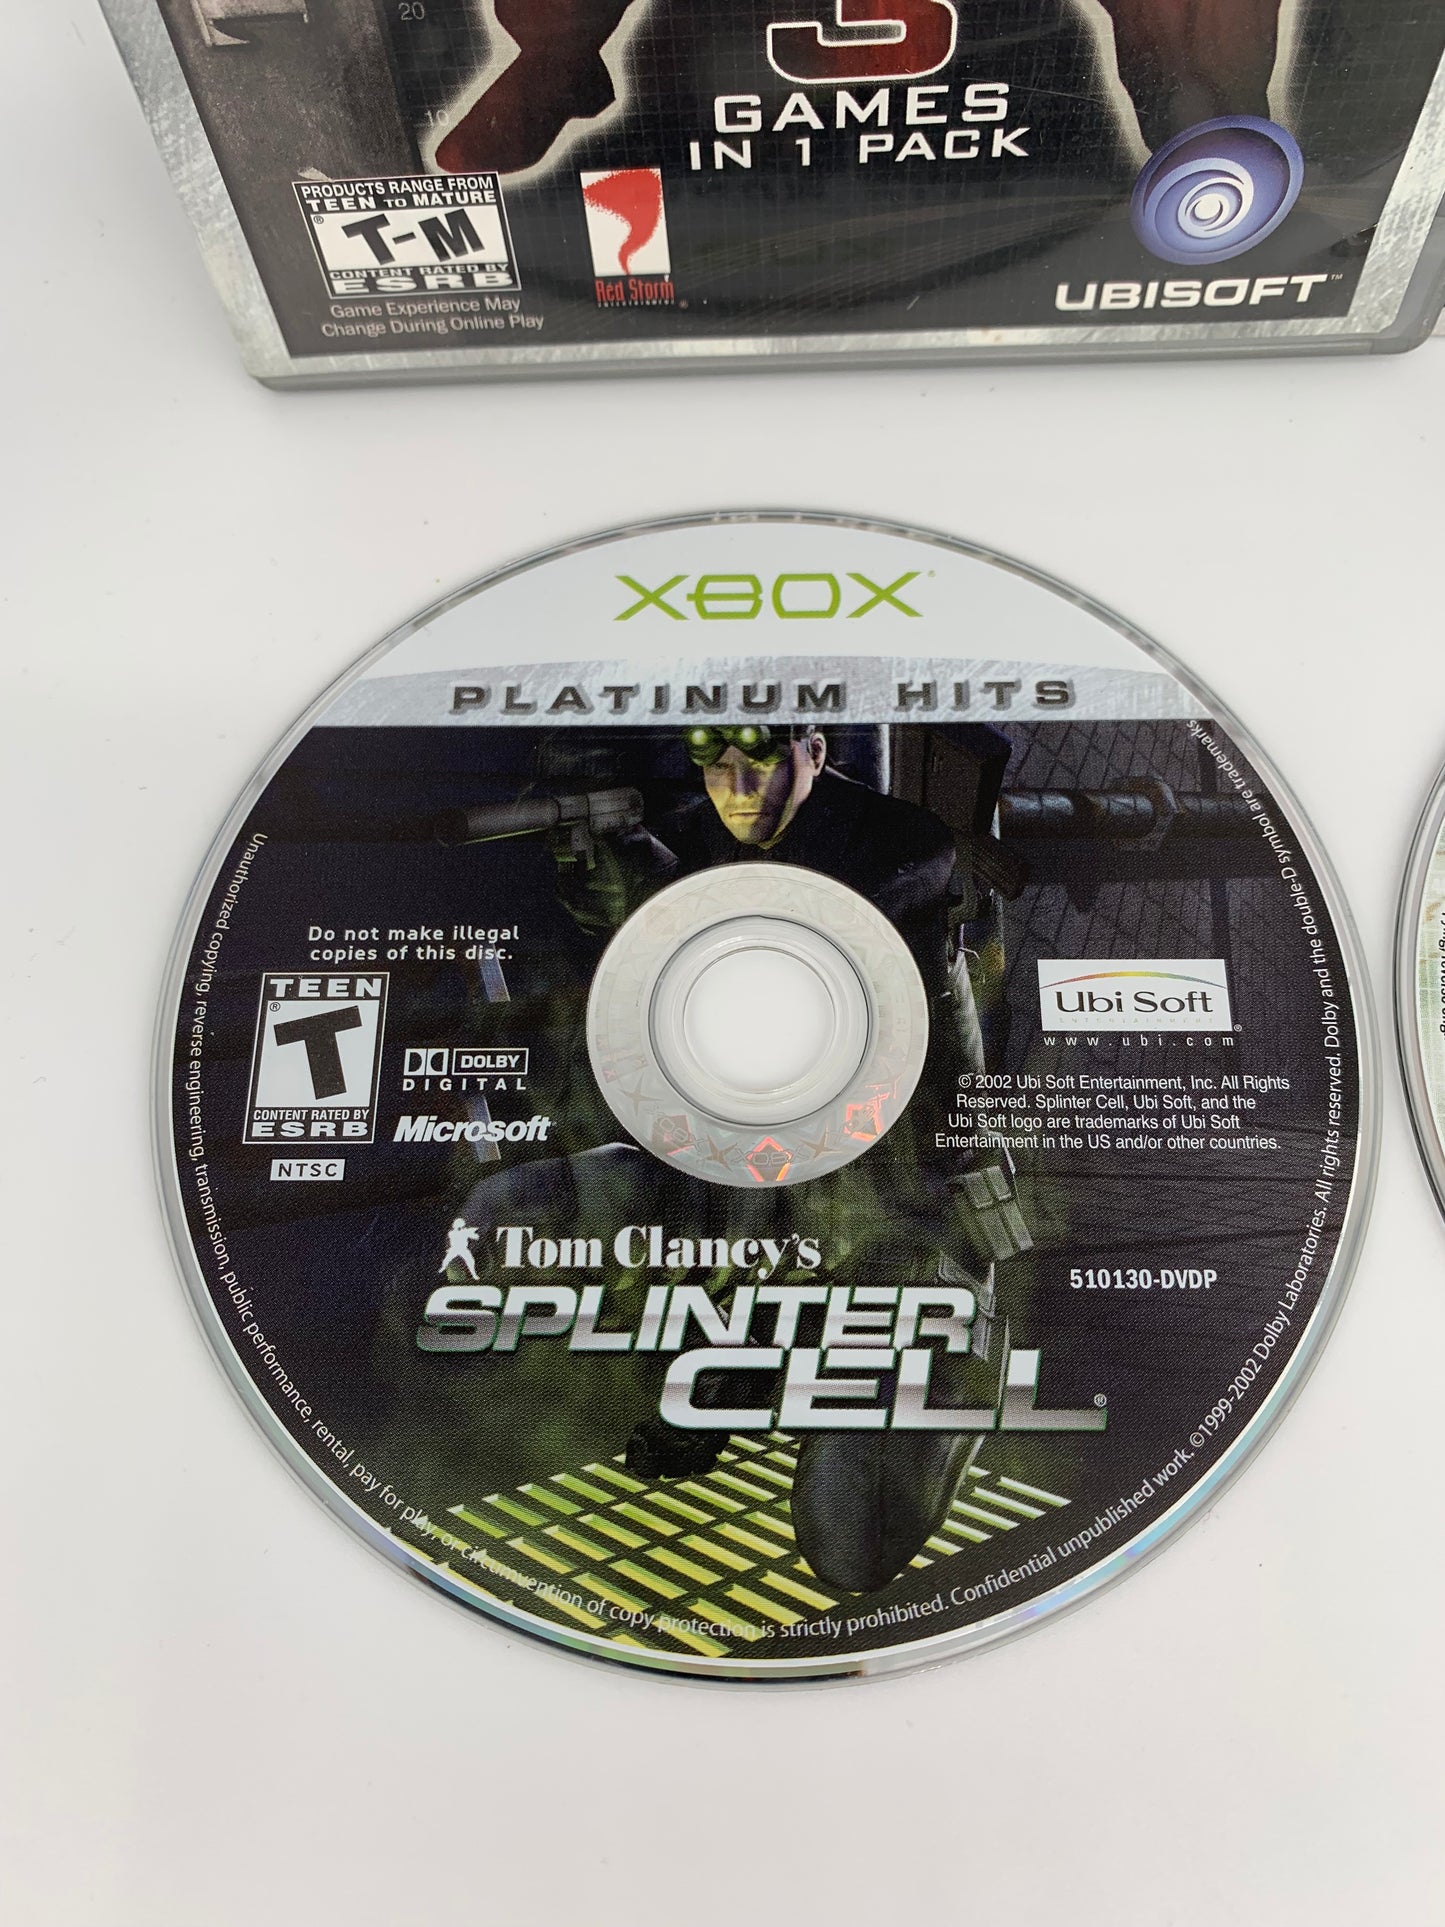 20
10
3
GAMES
IN 1 PACK
PRODUCTS RANGE FROM
TEEN TO MATURE
T-M
®
CONTENT RATED BY
ESRB
Game Experience May
Change During Online Play
Red Storm
ENTERTAINMENT
®
UBISOFT™
XBOX®
PLATINUM HITS
Do not make illegal
copies of this disc.
TEEN
®
T
CONTENT RATED BY
ESRB
NTSC
DOLBY
DIGITAL
Microsoft
Ubi Soft
ENTERTAINMENT
®
www.ubi.com
© 2002 Ubi Soft Entertainment, Inc. All Rights
Reserved. Splinter Cell, Ubi Soft, and the
Ubi Soft logo are trademarks of Ubi Soft
Entertainment in the US and/or other countries.
Tom Clancy's
SPLINTER
CELL®
510130-DVDP
Unauthorized copying, reverse engineering, transmission, public performance, rental, pay for play, or circumvention of copy protection is strictly prohibited. Confidential unpublished work. ©1999-2002 Dolby Laboratories. All rights reserved. Dolby and the double-D symbol are trademarks